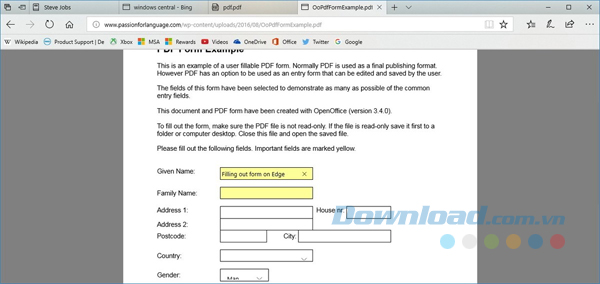 Steve Jobs
windows central - Bing
pdf.pdf
OoPdfFormExample.pdf
www.passionforlanguage.com/wp-content/uploads/2016/08/OoPdfFormExample.pdf
Wikipedia Product Support | De Best Buy Reviews Videos OneDrive Office Twitter Google
PDF Form Example
This is an example of a user fillable PDF form. Normally PDF is used as a final publishing format.
However PDF has an option to be used as an entry form that can be edited and saved by the user.
The fields of this form have been selected to demonstrate as many as possible of the common
entry fields.
This document and PDF form have been created with OpenOffice (version 3.4.0).
To fill out the form, make sure the PDF file is not read-only. If the file is read-only save it first to a
folder or computer desktop. Close this file and open the saved file.
Please fill out the following fields. Important fields are marked yellow.
Given Name: Filling out form on Edge
Family Name:
Address 1: House nr:
Address 2:
Postcode: City:
Country:
Gender: Man
Download.com.vn